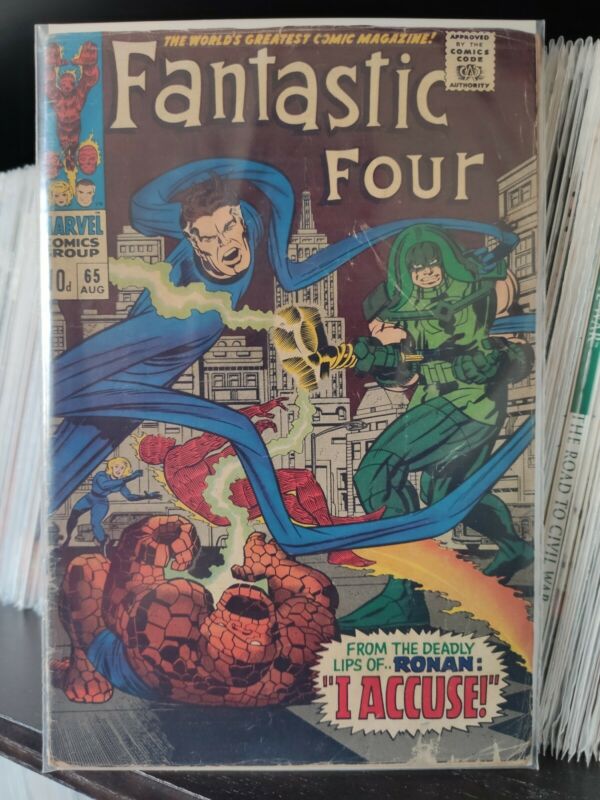 THE WORLD'S GREATEST COMIC MAGAZINE!
Fantastic
Four
APPROVED
BY THE
COMICS
CODE
CA
AUTHORITY
MARVEL
COMICS
GROUP
10d
65
AUG
FROM THE DEADLY
LIPS OF.. RONAN:
"I ACCUSE!"
THE ROAD TO CIVIL WAR